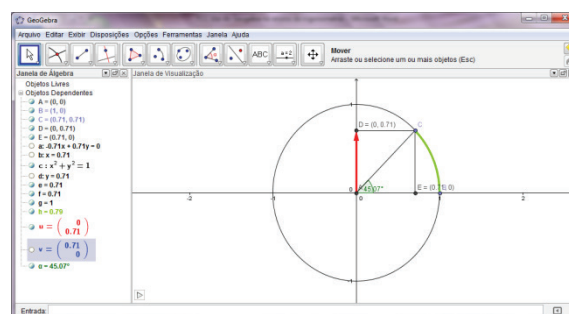 GeoGebra
Arquivo Editar Exibir Disposições Opções Ferramentas Janela Ajuda
ABC
a=2
Mover
Arraste ou selecione um ou mais objetos (Esc)
Janela de Álgebra
Janela de Visualização
Objetos Livres
Objetos Dependentes
A = (0, 0)
B = (1, 0)
C = (0.71, 0.71)
D = (0, 0.71)
E = (0.71, 0)
a: -0.71x + 0.71y = 0
b: x = 0.71
c : x² + y² = 1
d: y = 0.71
e = 0.71
f = 0.71
g = 1
h = 0.79
u = ( 0
0.71 )
v = ( 0.71
0 )
α = 45.07°
1
D = (0, 0.71)
C
45.07°
E = (0.71, 0)
0
-1
0
1
2
-1
Entrada: